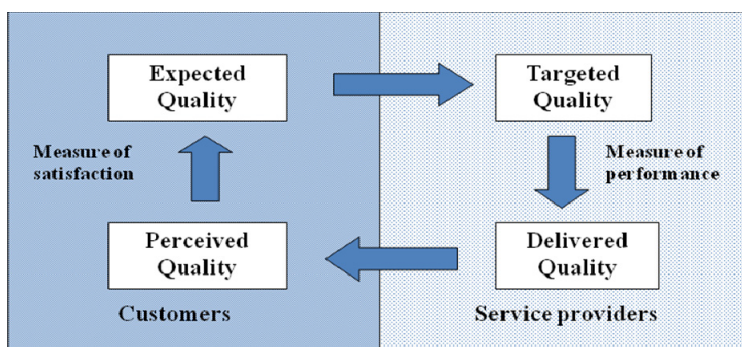 Expected
Quality
Targeted
Quality
Measure of
satisfaction
Measure of
performance
Perceived
Quality
Delivered
Quality
Customers
Service providers